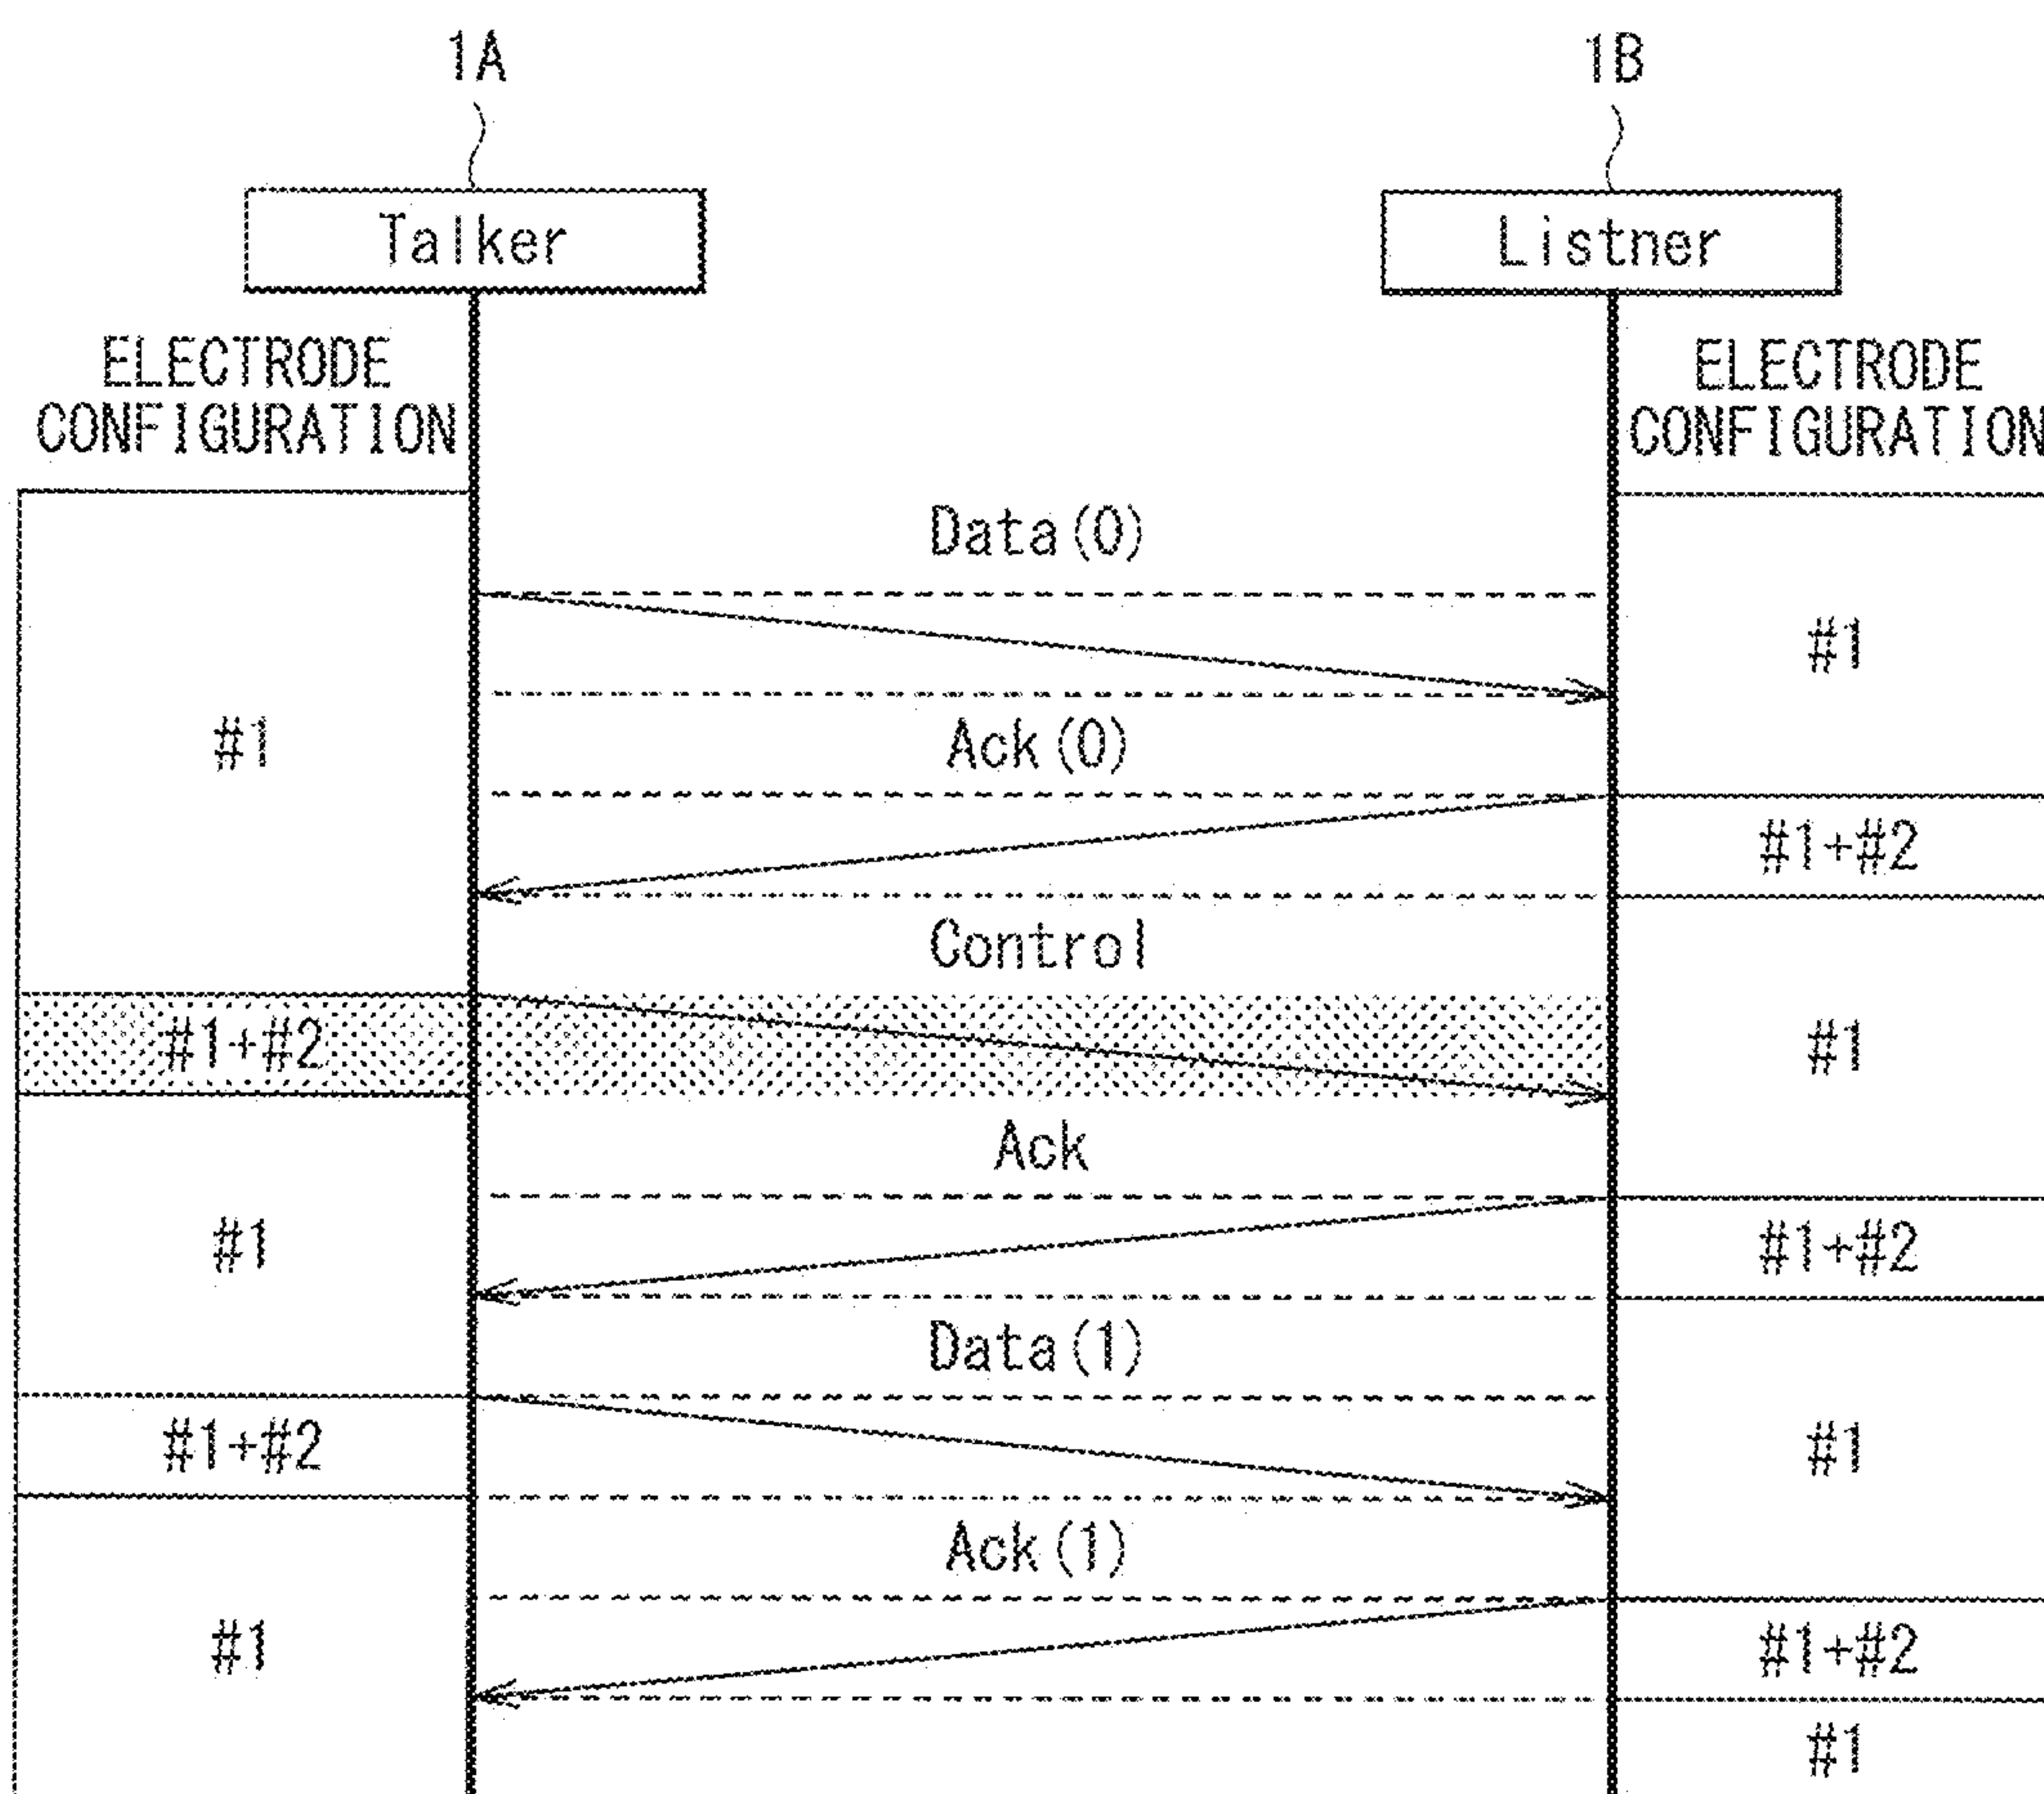 1A
1B
Talker
Listner
ELECTRODE
CONFIGURATION
ELECTRODE
CONFIGURATION
Data(0)
#1
#1
Ack(0)
#1+#2
Control
#1+#2
#1
Ack
#1
#1+#2
Data(1)
#1+#2
#1
Ack(1)
#1
#1+#2
#1